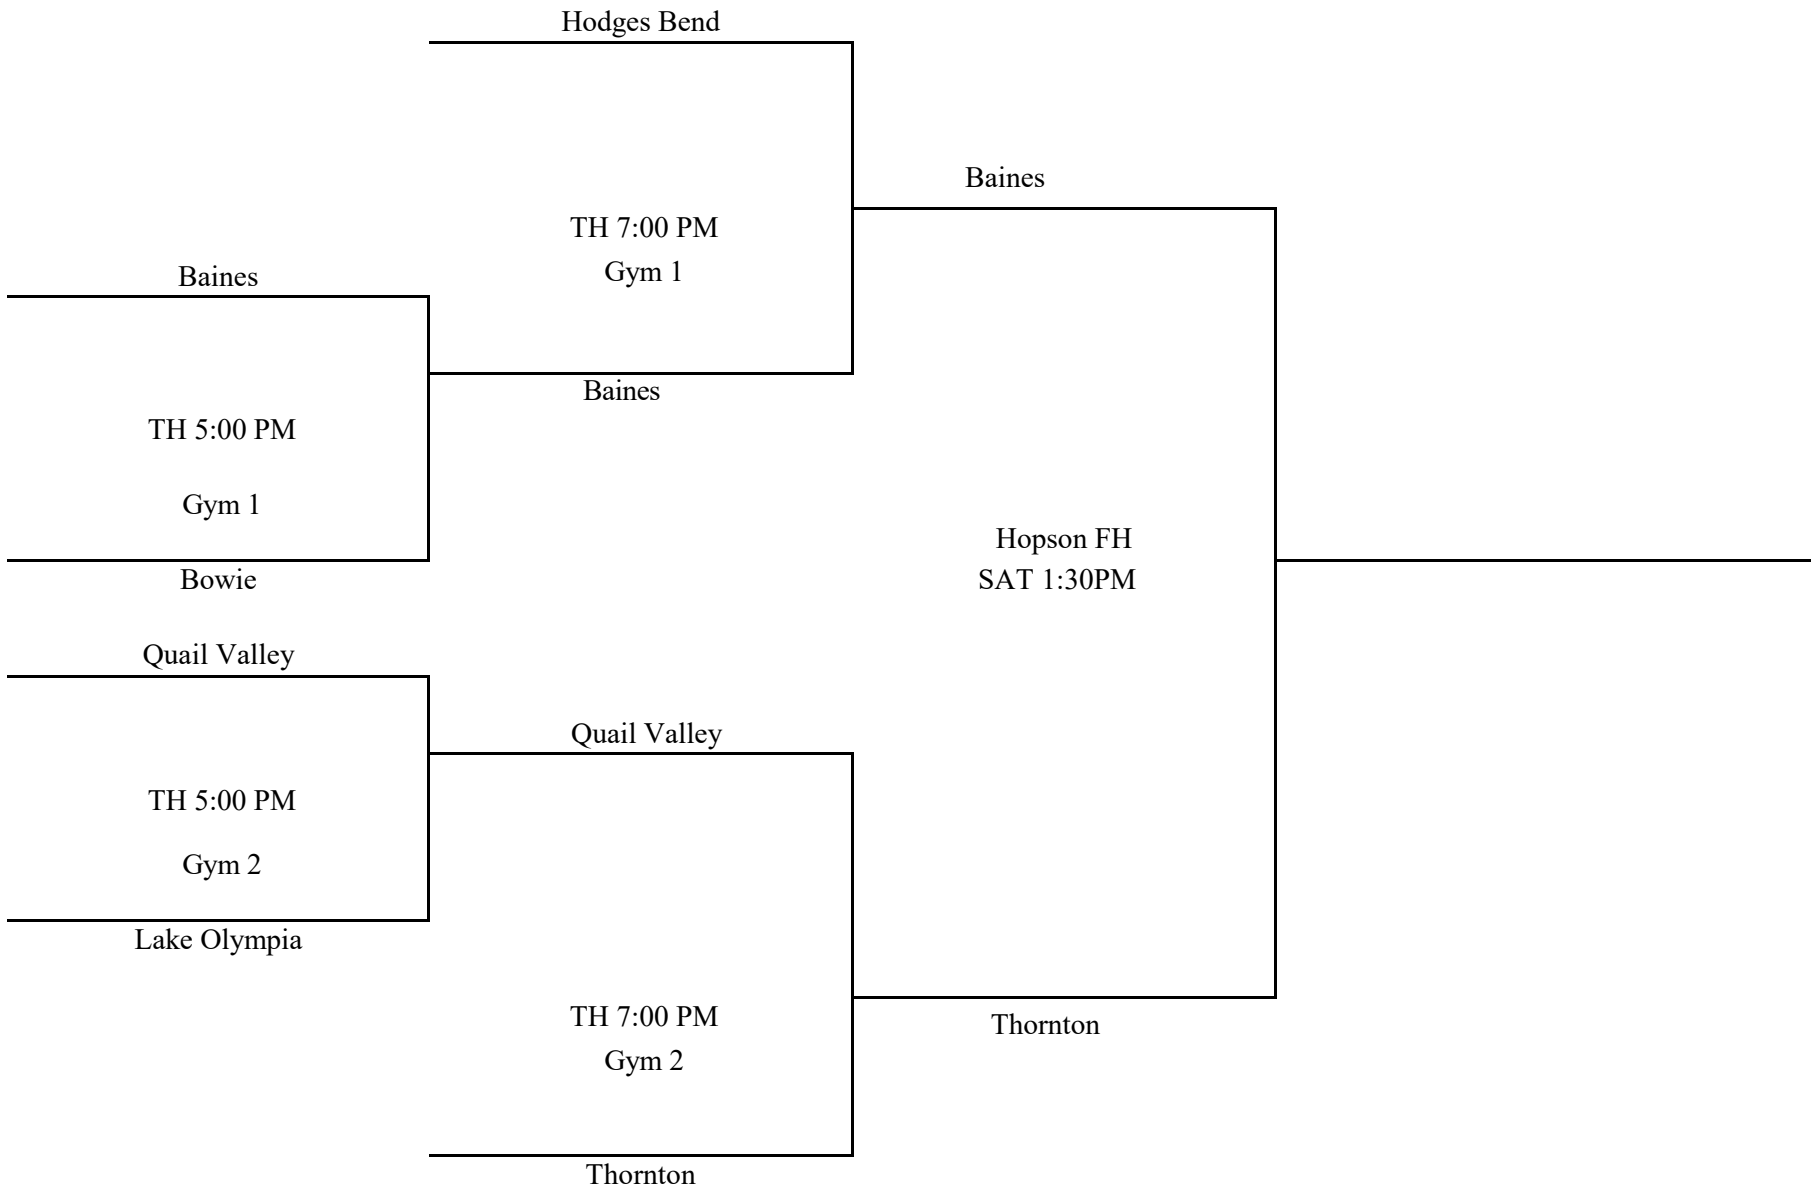 Hodges Bend
Baines
TH 7:00 PM
Gym 1
Baines
Baines
TH 5:00 PM
Gym 1
Hopson FH
SAT 1:30PM
Bowie
Quail Valley
Quail Valley
TH 5:00 PM
Gym 2
Lake Olympia
TH 7:00 PM
Gym 2
Thornton
Thornton